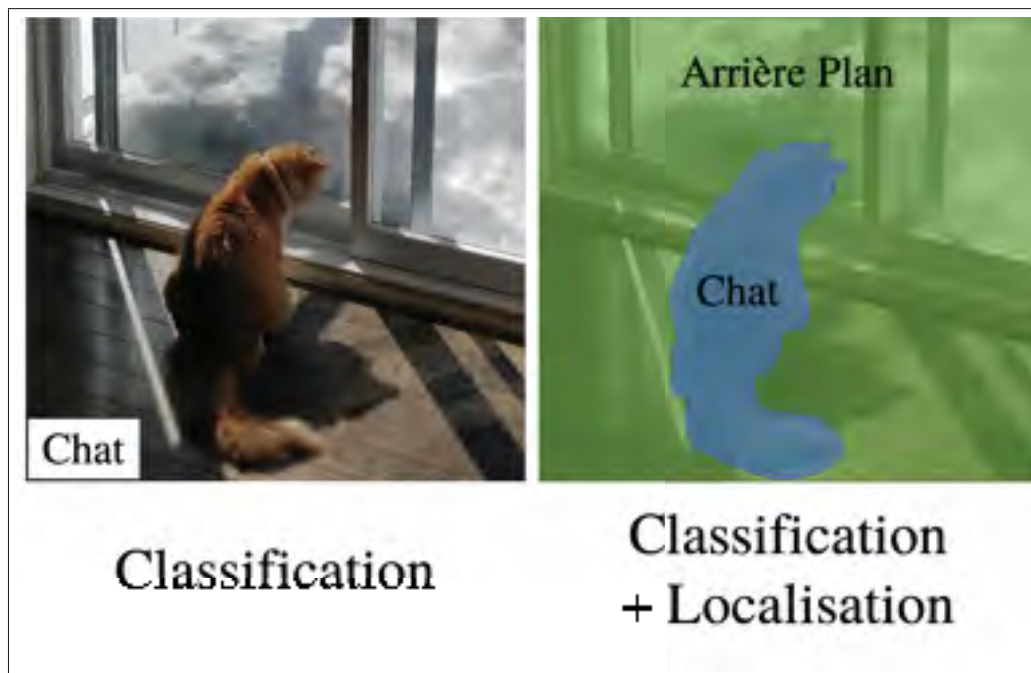 Chat
Arrière Plan
Chat
Classification
Classification
+ Localisation